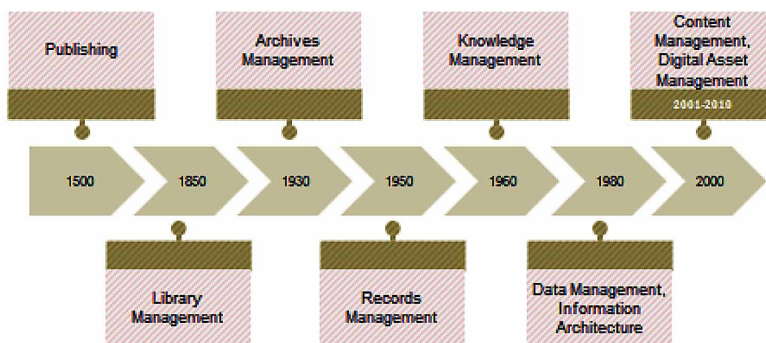 Publishing
Archives
Management
Knowledge
Management
Content
Management,
Digital Asset
Management
2001-2010
1500
1850
1930
1950
1960
1980
2000
Library
Management
Records
Management
Data Management,
Information
Architecture